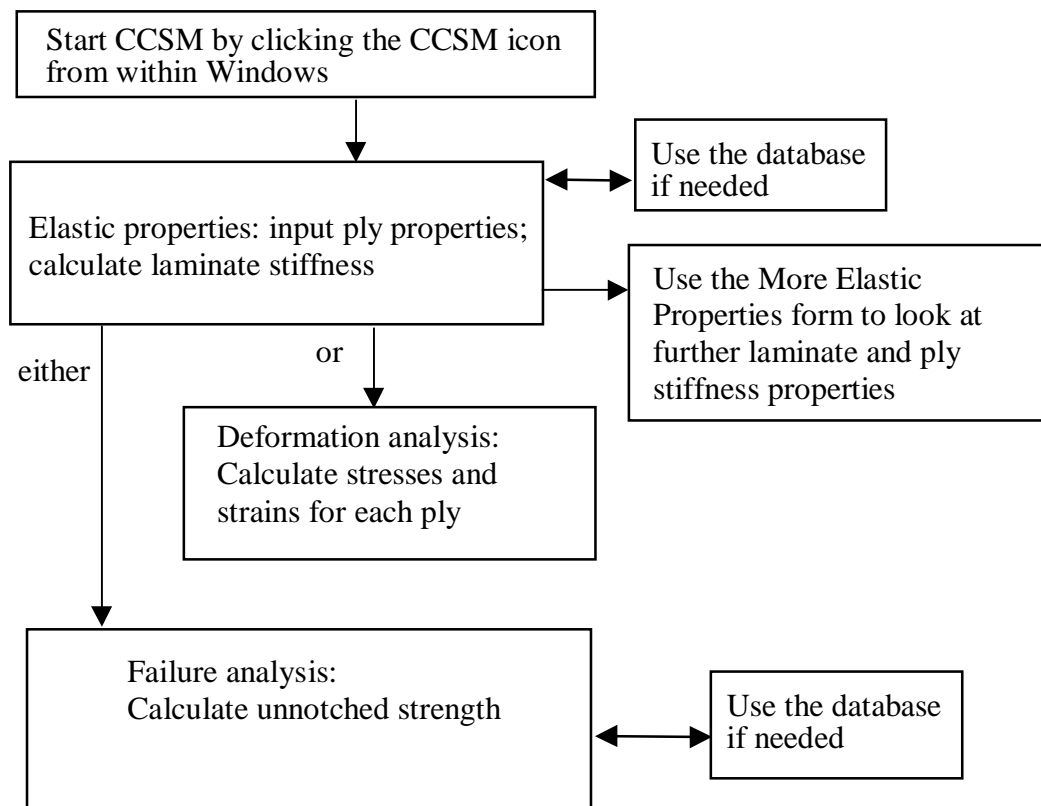 Start CCSM by clicking the CCSM icon
from within Windows
Use the database
if needed
Elastic properties: input ply properties;
calculate laminate stiffness
Use the More Elastic
Properties form to look at
further laminate and ply
stiffness properties
either
or
Deformation analysis:
Calculate stresses and
strains for each ply
Failure analysis:
Calculate unnotched strength
Use the database
if needed